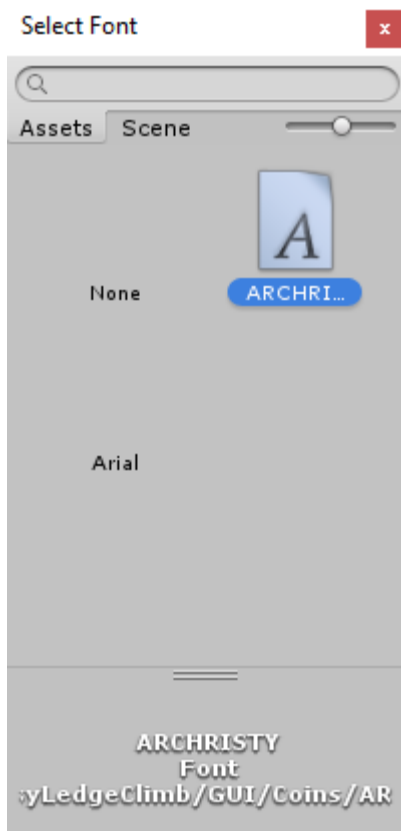 Select Font
x
Assets Scene
None ARCHRI...
Arial
ARCHRISTY
Font
yLedgeClimb/GUI/Coins/AR